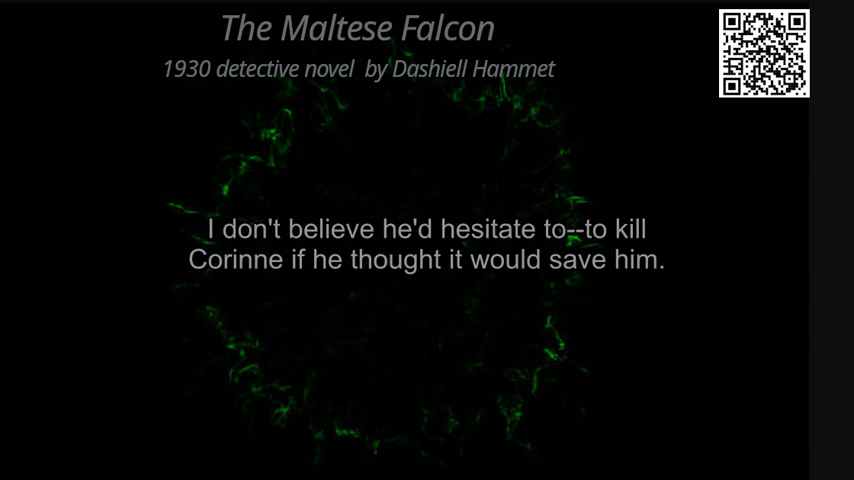 The Maltese Falcon
1930 detective novel by Dashiell Hammet
I don't believe he'd hesitate to--to kill
Corinne if he thought it would save him.